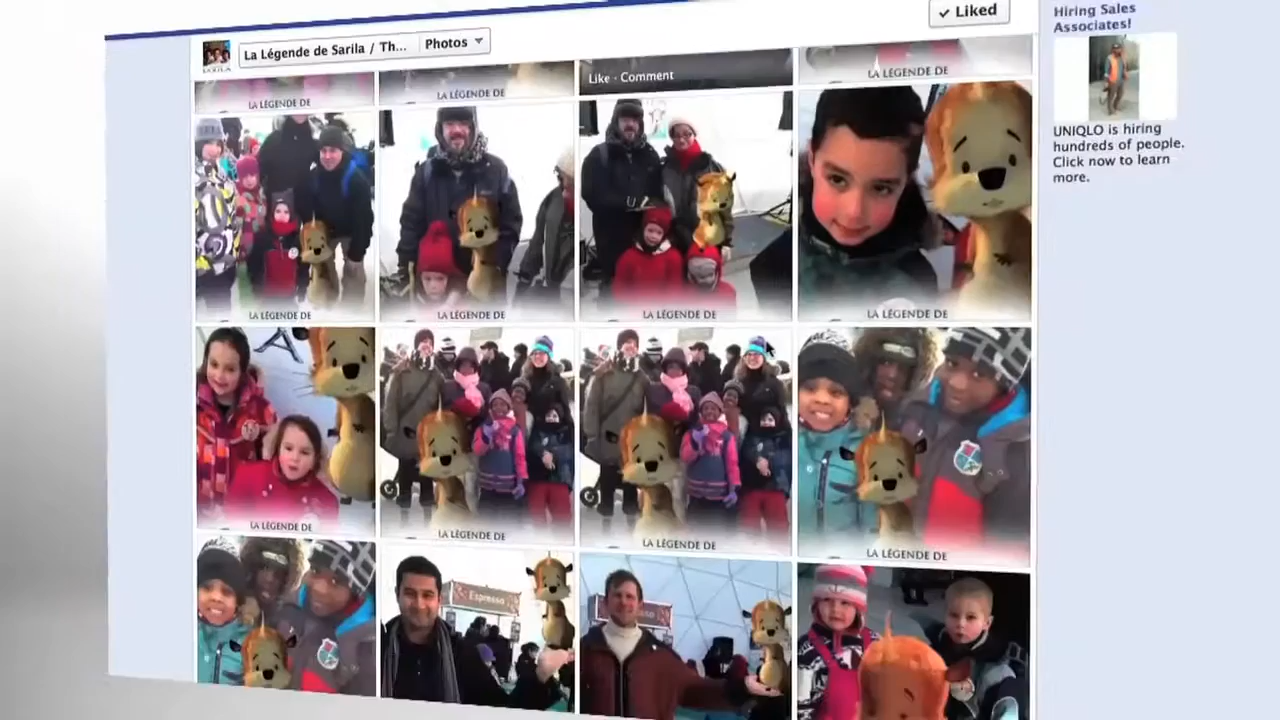 La Légende de Sarila / Th...
Photos
✓ Liked
LA LÉGENDE DE
LA LÉGENDE DE
Like · Comment
LA LÉGENDE DE
LA LÉGENDE DE
LA LÉGENDE DE
LA LÉGENDE DE
LA LÉGENDE DE
LA LÉGENDE DE
LA LÉGENDE DE
LA LÉGENDE DE
LA LÉGENDE DE
Espresso
Espresso
Hiring Sales
Associates!
UNIQLO is hiring
hundreds of people.
Click now to learn
more.